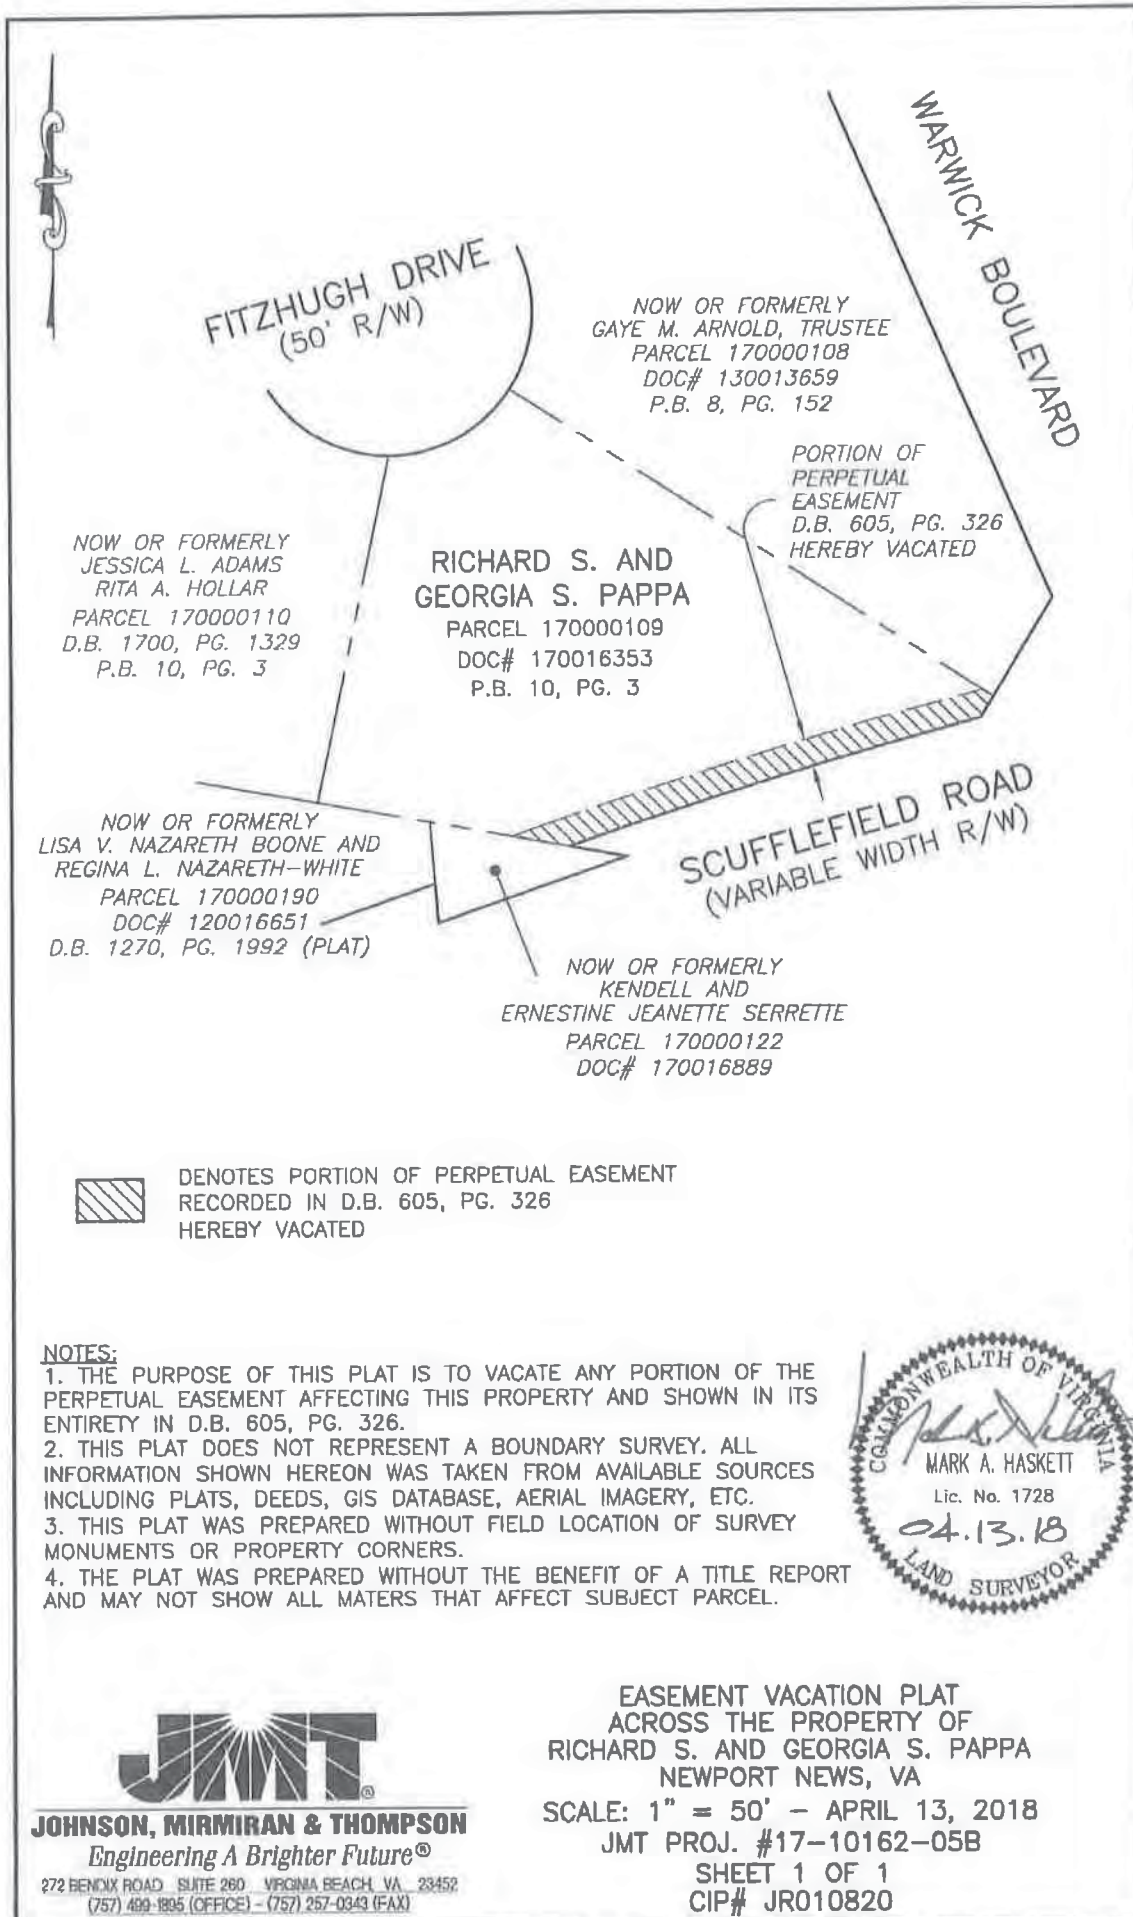 WARWICK BOULEVARD
FITZHUGH DRIVE
(50' R/W)
NOW OR FORMERLY
GAYE M. ARNOLD, TRUSTEE
PARCEL 170000108
DOC# 130013659
P.B. 8, PG. 152
PORTION OF
PERPETUAL
EASEMENT
D.B. 605, PG. 326
HEREBY VACATED
NOW OR FORMERLY
JESSICA L. ADAMS
RITA A. HOLLAR
PARCEL 170000110
D.B. 1700, PG. 1329
P.B. 10, PG. 3
RICHARD S. AND
GEORGIA S. PAPPA
PARCEL 170000109
DOC# 170016353
P.B. 10, PG. 3
NOW OR FORMERLY
LISA V. NAZARETH BOONE AND
REGINA L. NAZARETH-WHITE
PARCEL 170000190
DOC# 120016651
D.B. 1270, PG. 1992 (PLAT)
SCUFFLEFIELD ROAD
(VARIABLE WIDTH R/W)
NOW OR FORMERLY
KENDELL AND
ERNESTINE JEANETTE SERRETTE
PARCEL 170000122
DOC# 170016889
DENOTES PORTION OF PERPETUAL EASEMENT
RECORDED IN D.B. 605, PG. 326
HEREBY VACATED
NOTES:
1. THE PURPOSE OF THIS PLAT IS TO VACATE ANY PORTION OF THE
PERPETUAL EASEMENT AFFECTING THIS PROPERTY AND SHOWN IN ITS
ENTIRETY IN D.B. 605, PG. 326.
2. THIS PLAT DOES NOT REPRESENT A BOUNDARY SURVEY. ALL
INFORMATION SHOWN HEREON WAS TAKEN FROM AVAILABLE SOURCES
INCLUDING PLATS, DEEDS, GIS DATABASE, AERIAL IMAGERY, ETC.
3. THIS PLAT WAS PREPARED WITHOUT FIELD LOCATION OF SURVEY
MONUMENTS OR PROPERTY CORNERS.
4. THE PLAT WAS PREPARED WITHOUT THE BENEFIT OF A TITLE REPORT
AND MAY NOT SHOW ALL MATERS THAT AFFECT SUBJECT PARCEL.
COMMONWEALTH OF VIRGINIA
MARK A. HASKETT
Lic. No. 1728
04.13.18
LAND SURVEYOR
JMT®
JOHNSON, MIRMIRAN & THOMPSON
Engineering A Brighter Future®
272 BENDIX ROAD SUITE 260 VIRGINIA BEACH, VA 23452
(757) 499-1895 (OFFICE) - (757) 257-0343 (FAX)
EASEMENT VACATION PLAT
ACROSS THE PROPERTY OF
RICHARD S. AND GEORGIA S. PAPPA
NEWPORT NEWS, VA
SCALE: 1" = 50' - APRIL 13, 2018
JMT PROJ. #17-10162-05B
SHEET 1 OF 1
CIP# JR010820